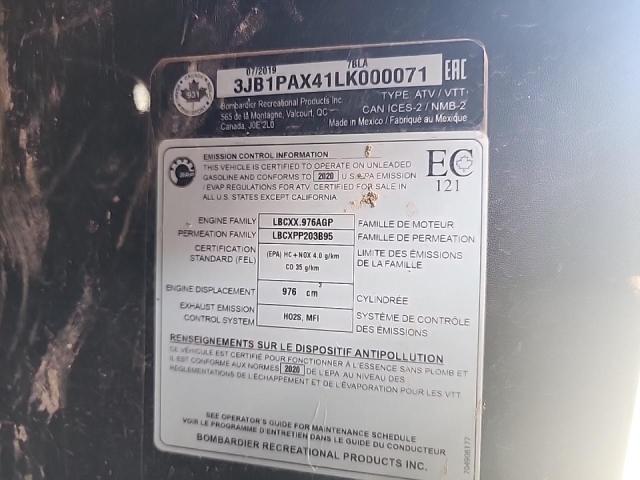 07/2019 7BLA
3JB1PAX41LK000071
EAC
Bombardier Recreational Products Inc.
565 de la Montagne, Valcourt, QC
Canada, J0E 2L0
TYPE: ATV / VTT
CAN ICES-2 / NMB-2
Made in Mexico / Fabriqué au Mexique
EMISSION CONTROL INFORMATION
THIS VEHICLE IS CERTIFIED TO OPERATE ON UNLEADED
GASOLINE AND CONFORMS TO 2020 U.S EPA EMISSION
/ EVAP REGULATIONS FOR ATV. CERTIFIED FOR SALE IN
ALL U.S. STATES EXCEPT CALIFORNIA
EC
121
ENGINE FAMILY LBCXX.976AGP FAMILLE DE MOTEUR
PERMEATION FAMILY LBCXPP203B95 FAMILLE DE PERMÉATION
CERTIFICATION
STANDARD (FEL)
(EPA) HC+NOX 4.0 g/km
CO 35 g/km
LIMITE DES ÉMISSIONS
DE LA FAMILLE
ENGINE DISPLACEMENT 976 cm3 CYLINDRÉE
EXHAUST EMISSION
CONTROL SYSTEM
HO2S, MFI
SYSTÈME DE CONTRÔLE
DES ÉMISSIONS
RENSEIGNEMENTS SUR LE DISPOSITIF ANTIPOLLUTION
CE VÉHICULE EST CERTIFIÉ POUR FONCTIONNER À L'ESSENCE SANS PLOMB ET
IL EST CONFORME AUX NORMES 2020 DE L'EPA AU NIVEAU DES
RÉGLEMENTATIONS DE L'ÉCHAPPEMENT ET DE L'ÉVAPORATION POUR LES VTT
SEE OPERATOR'S GUIDE FOR MAINTENANCE SCHEDULE
VOIR LE PROGRAMME D'ENTRETIEN DANS LE GUIDE DU CONDUCTEUR
BOMBARDIER RECREATIONAL PRODUCTS INC.
704906177